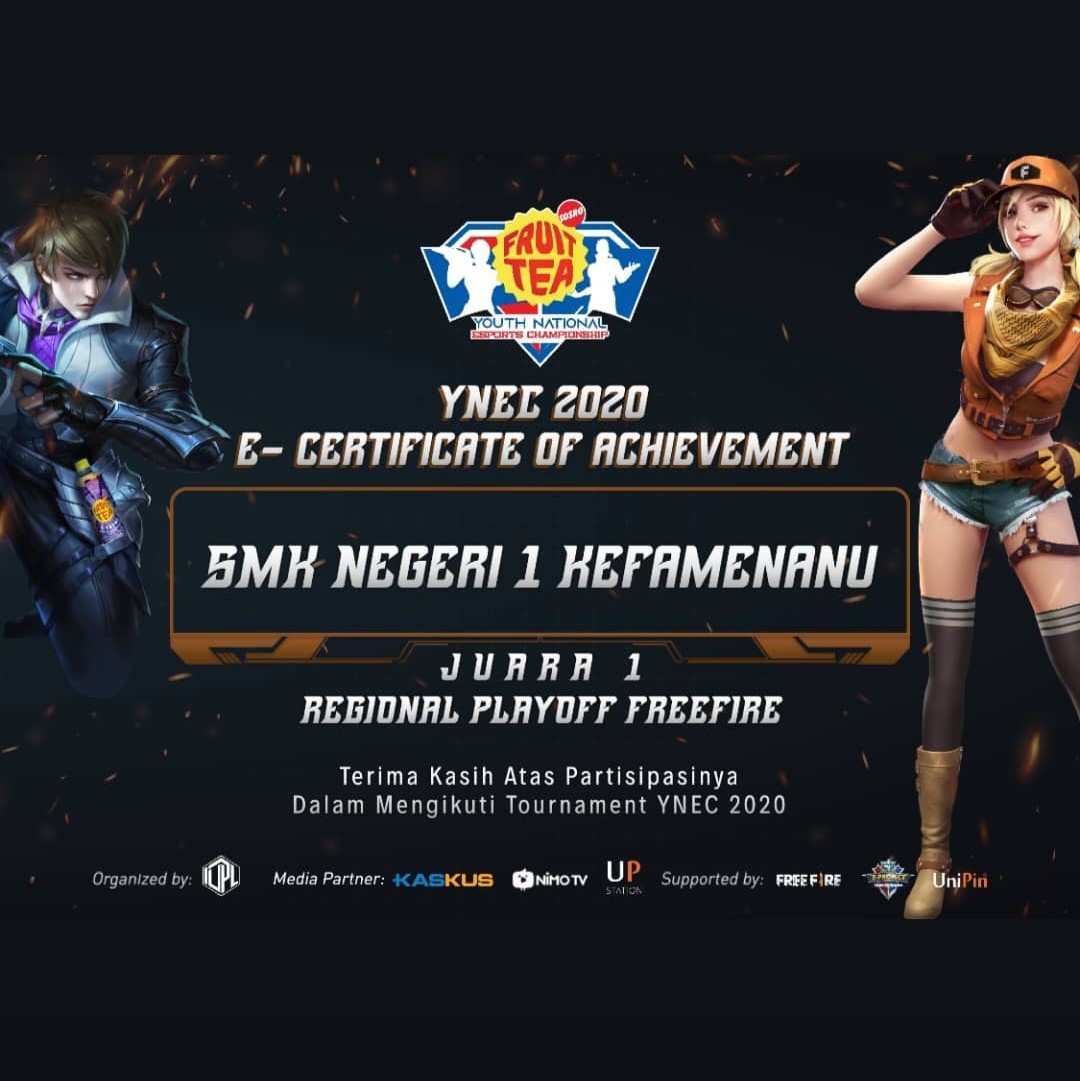 SOSRO
FRUIT
TEA
YOUTH NATIONAL
ESPORTS CHAMPIONSHIP
YNEC 2020
E- CERTIFICATE OF ACHIEVEMENT
SMK NEGERI 1 KEFAMENANU
JUARA 1
REGIONAL PLAYOFF FREEFIRE
Terima Kasih Atas Partisipasinya
Dalam Mengikuti Tournament YNEC 2020
Organized by: Media Partner: KASKUS NIMO TV UP STATION Supported by: FREE FIRE UniPin
F
FRUIT
TEA